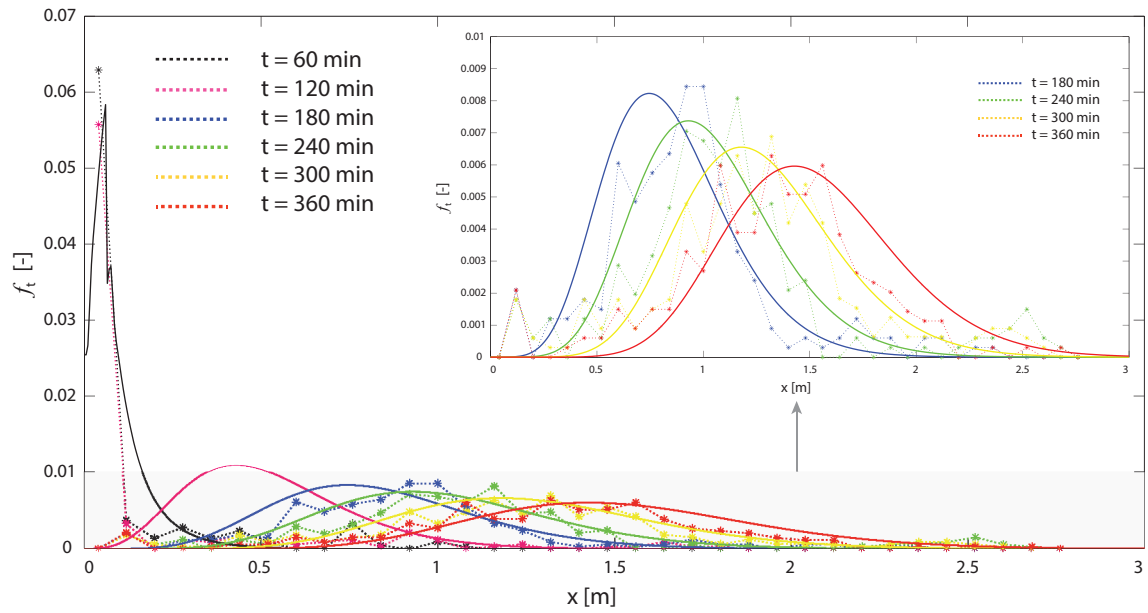 0.07
0.06
0.05
0.04
0.03
0.02
0.01
0
f_t [-]
t = 60 min
t = 120 min
t = 180 min
t = 240 min
t = 300 min
t = 360 min
0.01
0.009
0.008
0.007
0.006
0.005
0.004
0.003
0.002
0.001
0
f_t [-]
t = 180 min
t = 240 min
t = 300 min
t = 360 min
0 0.5 1 1.5 2 2.5 3
x [m]
0 0.5 1 1.5 2 2.5 3
x [m]